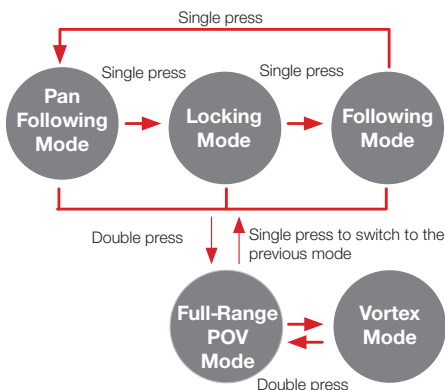 Single press
Single press
Single press
Pan
Following
Mode
Locking
Mode
Following
Mode
Double press
Single press to switch to the
previous mode
Full-Range
POV
Mode
Vortex
Mode
Double press